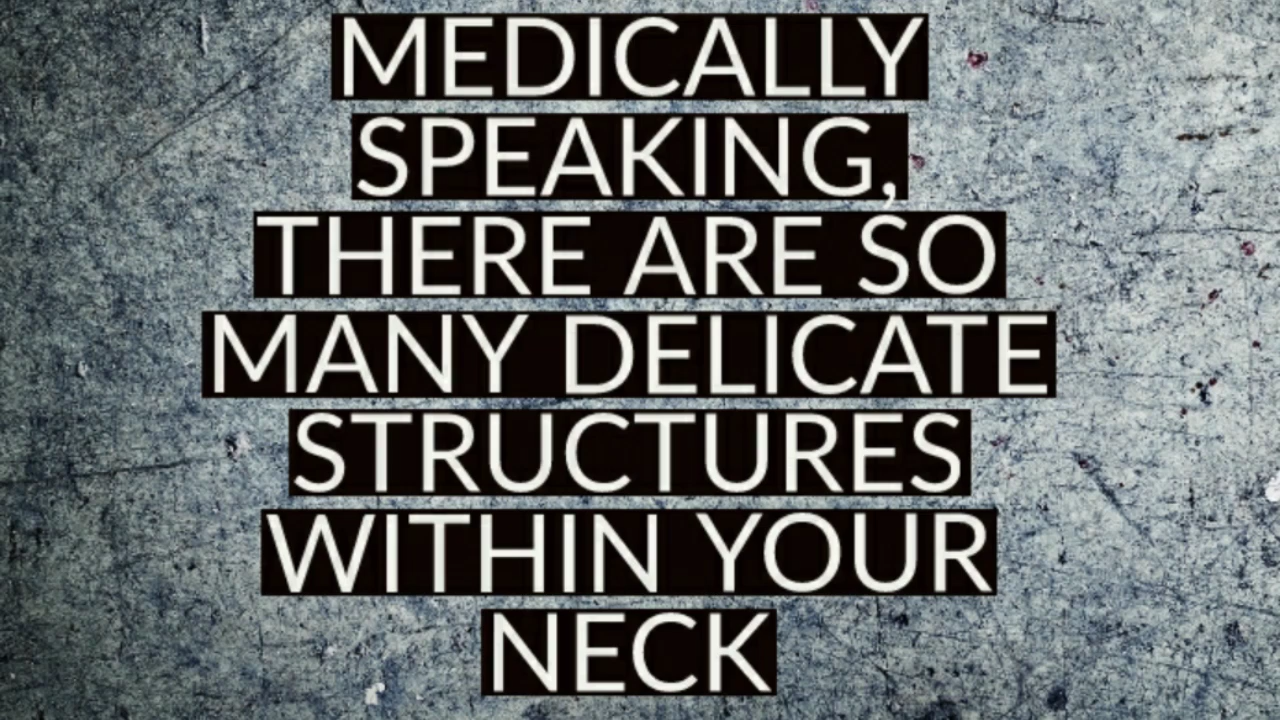 MEDICALLY
SPEAKING,
THERE ARE SO
MANY DELICATE
STRUCTURES
WITHIN YOUR
NECK